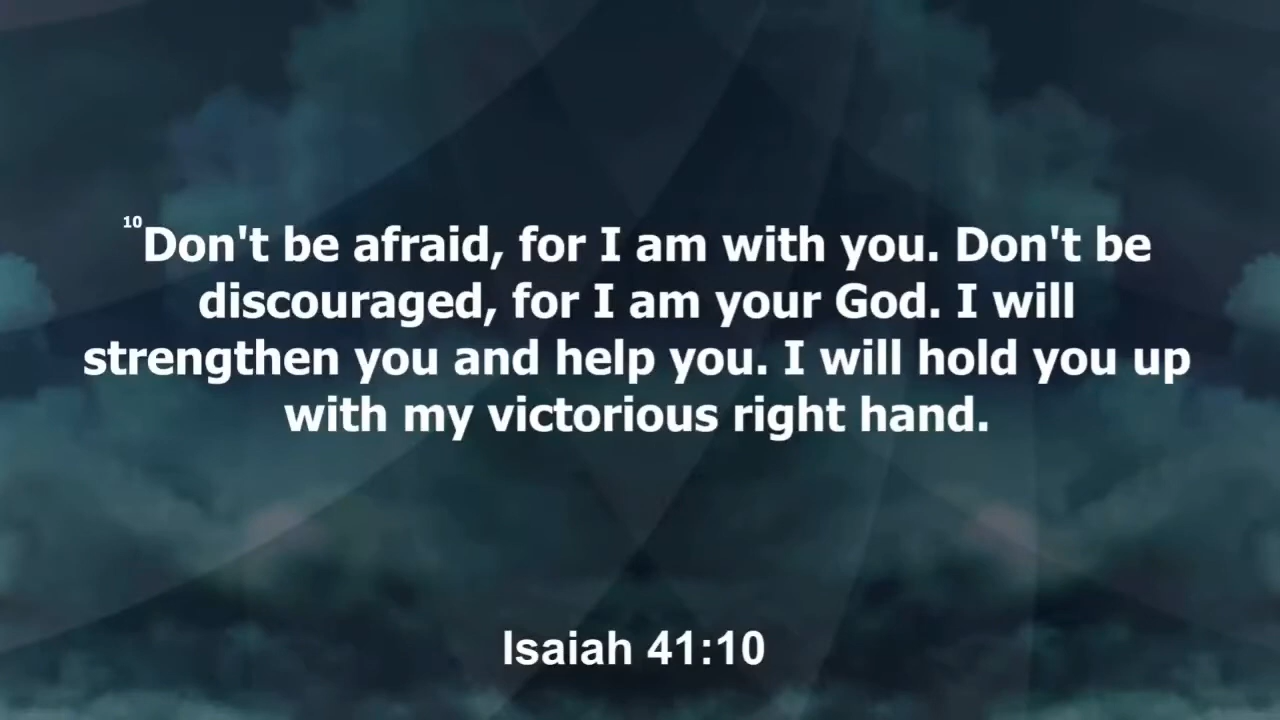 10Don't be afraid, for I am with you. Don't be
discouraged, for I am your God. I will
strengthen you and help you. I will hold you up
with my victorious right hand.
Isaiah 41:10